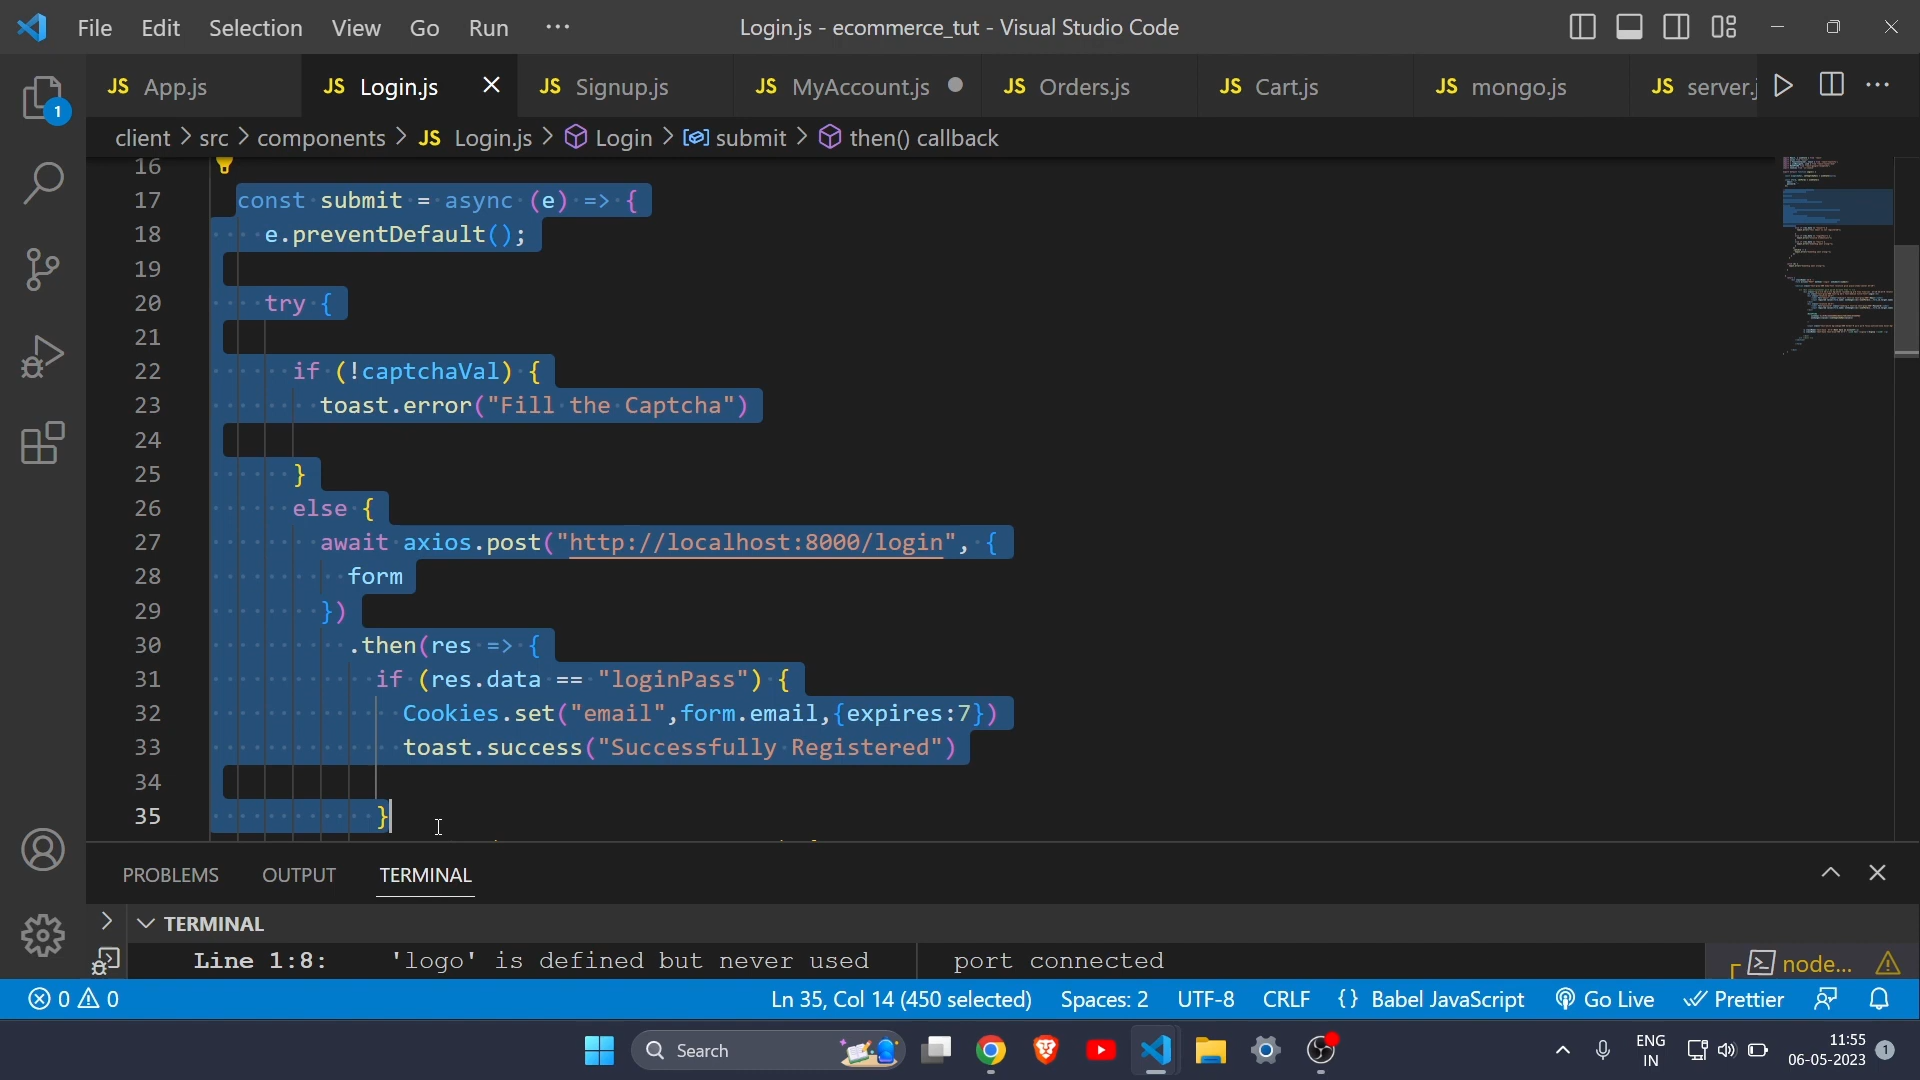 File Edit Selection View Go Run ··· Login.js - ecommerce_tut - Visual Studio Code
JS App.js JS Login.js JS Signup.js JS MyAccount.js JS Orders.js JS Cart.js JS mongo.js JS server.j
1
client > src > components > JS Login.js > Login > submit > then() callback
16
17 const submit = async (e) => {
18 e.preventDefault();
19
20 try {
21
22 if (!captchaVal) {
23 toast.error("Fill the Captcha")
24
25 }
26 else {
27 await axios.post("http://localhost:8000/login", {
28 form
29 })
30 .then(res => {
31 if (res.data == "loginPass") {
32 Cookies.set("email",form.email,{expires:7})
33 toast.success("Successfully Registered")
34
35 }
PROBLEMS OUTPUT TERMINAL
TERMINAL
Line 1:8: 'logo' is defined but never used port connected node...
0 0 Ln 35, Col 14 (450 selected) Spaces: 2 UTF-8 CRLF {} Babel JavaScript Go Live Prettier
Search ENG 11:55
IN 06-05-2023 1